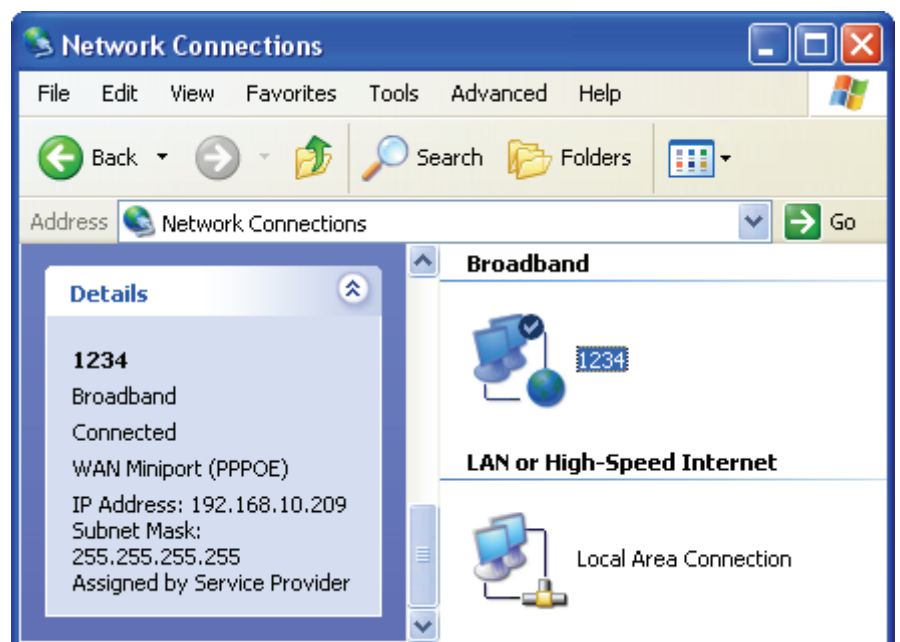 Network Connections
File Edit View Favorites Tools Advanced Help
Back Search Folders
Address Network Connections Go
Details
1234
Broadband
Connected
WAN Miniport (PPPOE)
IP Address: 192.168.10.209
Subnet Mask:
255.255.255.255
Assigned by Service Provider
Broadband
1234
LAN or High-Speed Internet
Local Area Connection